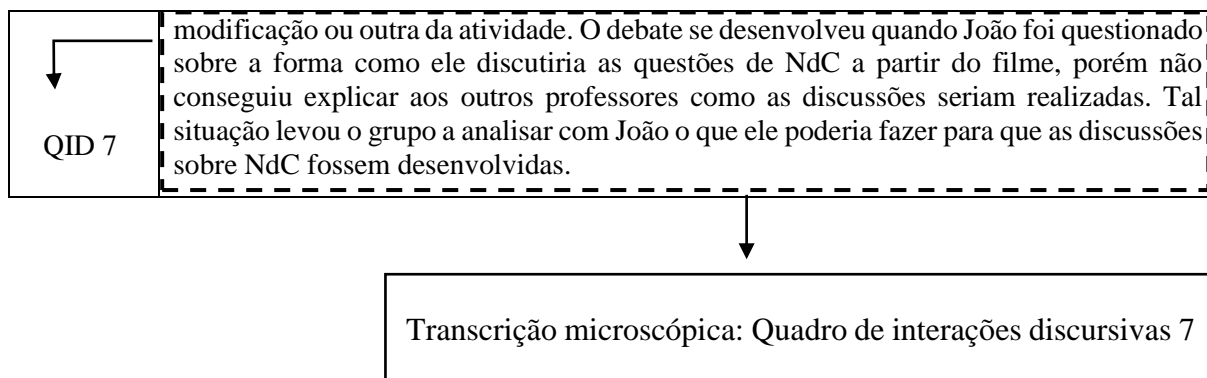 modificação ou outra da atividade. O debate se desenvolveu quando João foi questionado
sobre a forma como ele discutiria as questões de NdC a partir do filme, porém não
conseguiu explicar aos outros professores como as discussões seriam realizadas. Tal
situação levou o grupo a analisar com João o que ele poderia fazer para que as discussões
sobre NdC fossem desenvolvidas.
QID 7
Transcrição microscópica: Quadro de interações discursivas 7